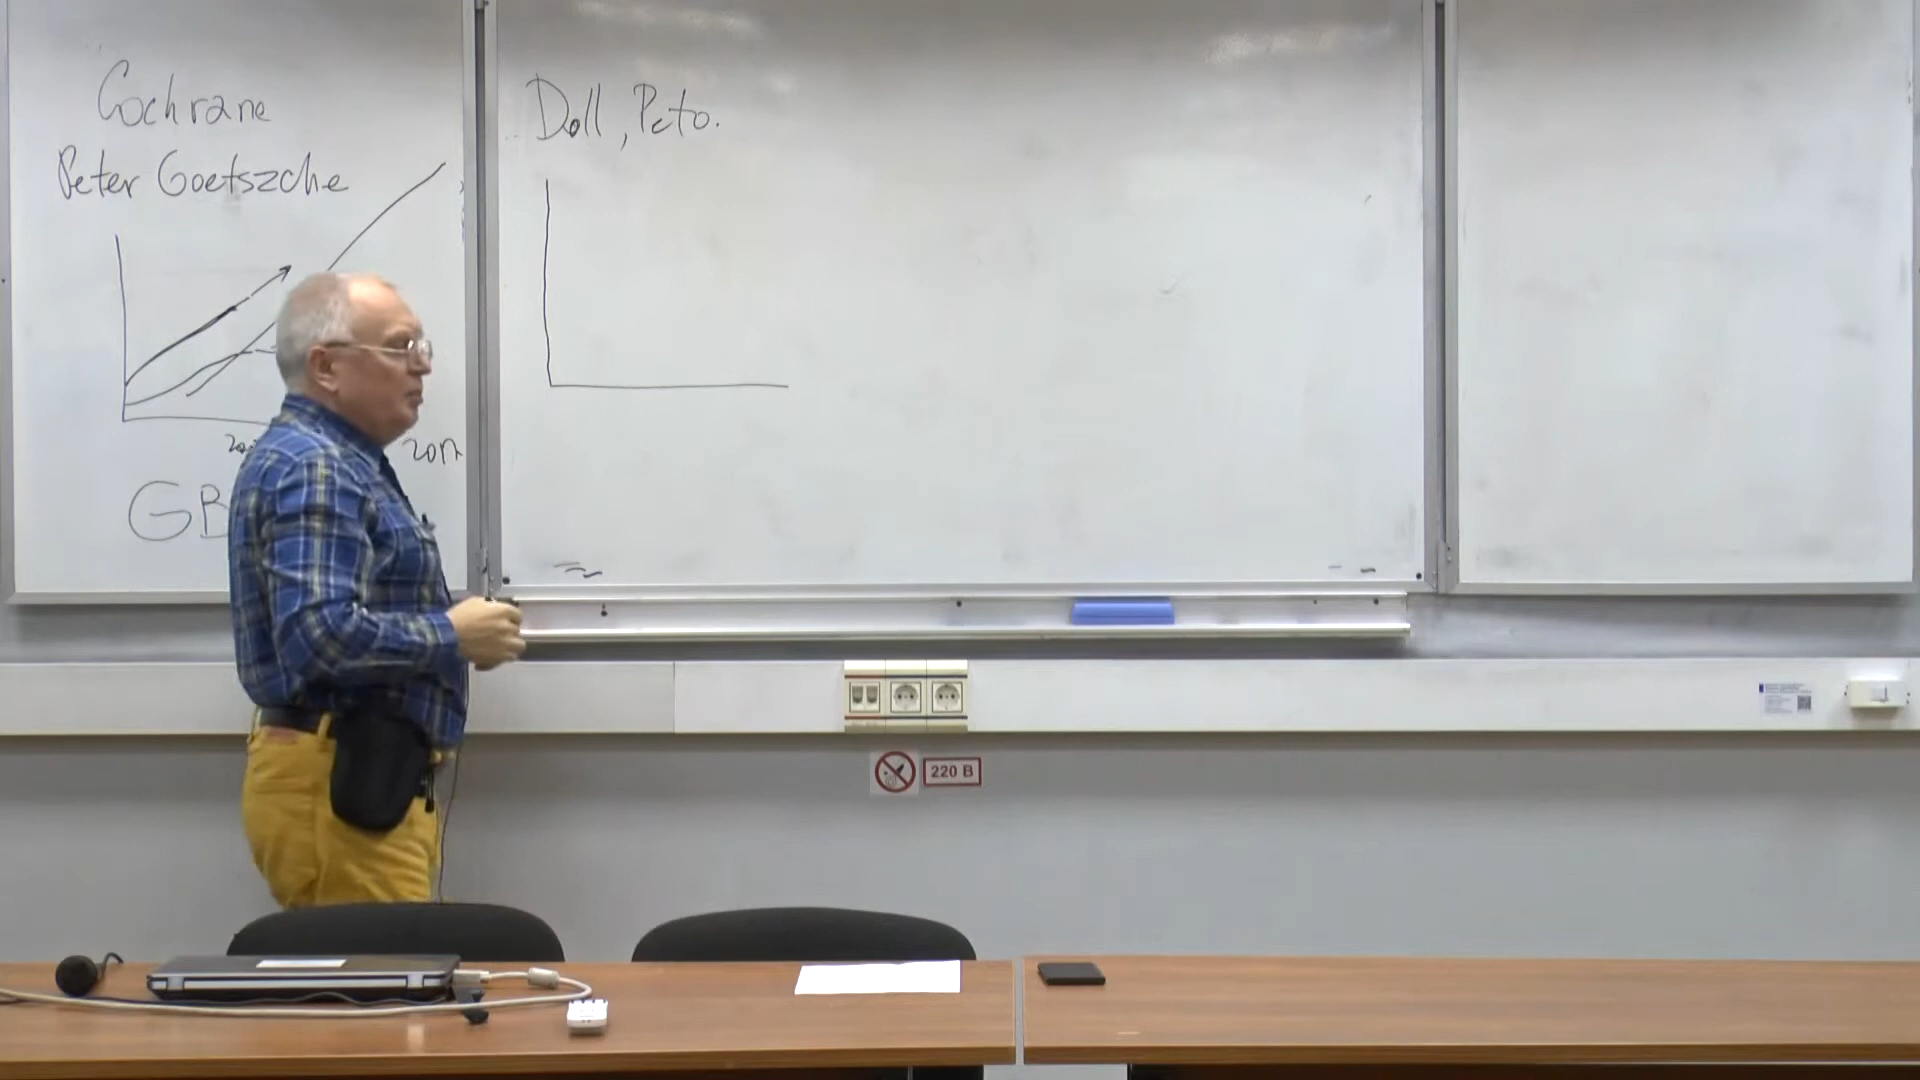 Cochrane
Peter Goetszche
2017
GB
Doll, Peto.
220 В